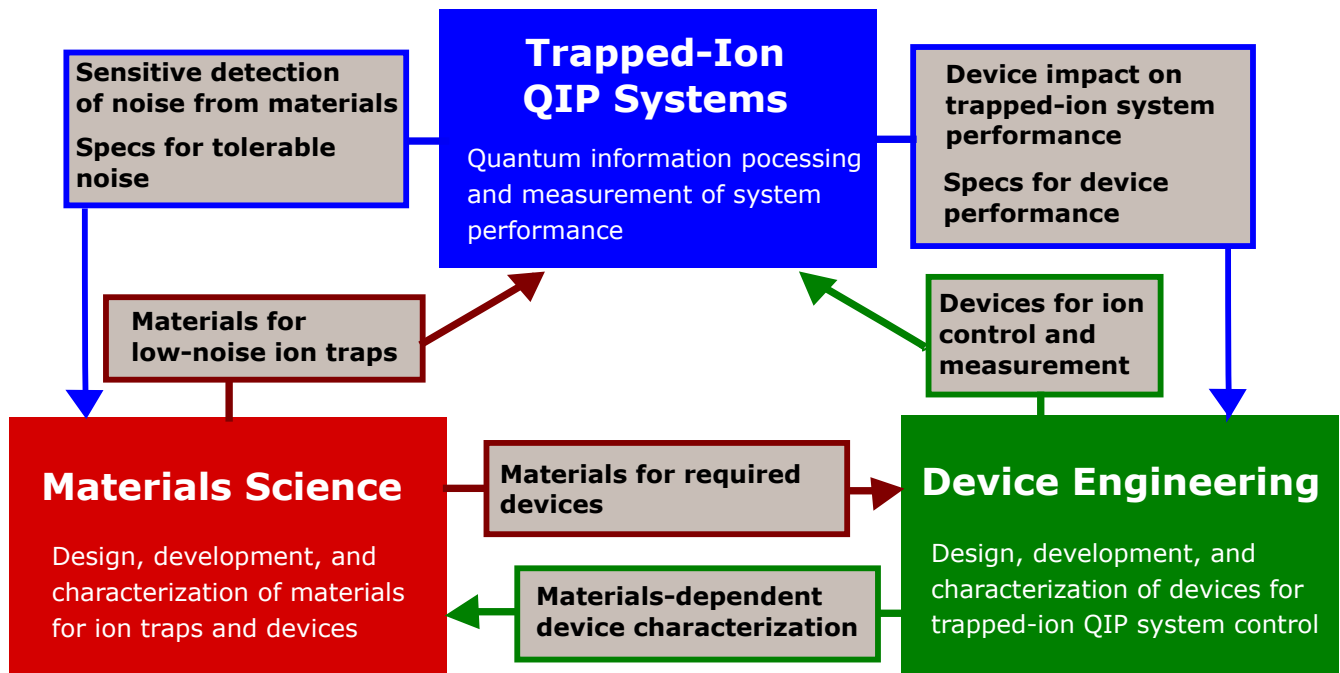 Trapped-Ion
QIP Systems
Quantum information pocessing
and measurement of system
performance
Sensitive detection
of noise from materials
Specs for tolerable
noise
Device impact on
trapped-ion system
performance
Specs for device
performance
Materials for
low-noise ion traps
Devices for ion
control and
measurement
Materials Science
Design, development, and
characterization of materials
for ion traps and devices
Materials for required
devices
Materials-dependent
device characterization
Device Engineering
Design, development, and
characterization of devices for
trapped-ion QIP system control